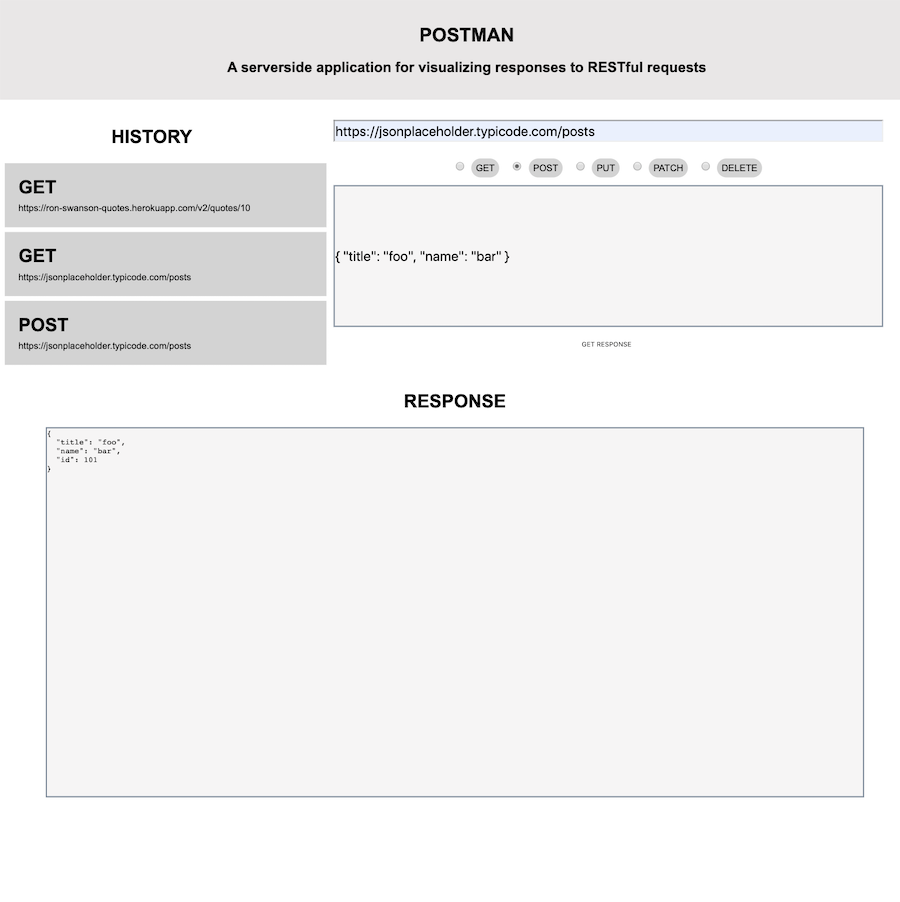 POSTMAN
A serverside application for visualizing responses to RESTful requests
HISTORY
GET
https://ron-swanson-quotes.herokuapp.com/v2/quotes/10
GET
https://jsonplaceholder.typicode.com/posts
POST
https://jsonplaceholder.typicode.com/posts
https://jsonplaceholder.typicode.com/posts
GET POST PUT PATCH DELETE
{ "title": "foo", "name": "bar" }
GET RESPONSE
RESPONSE
{
  "title": "foo",
  "name": "bar",
  "id": 101
}